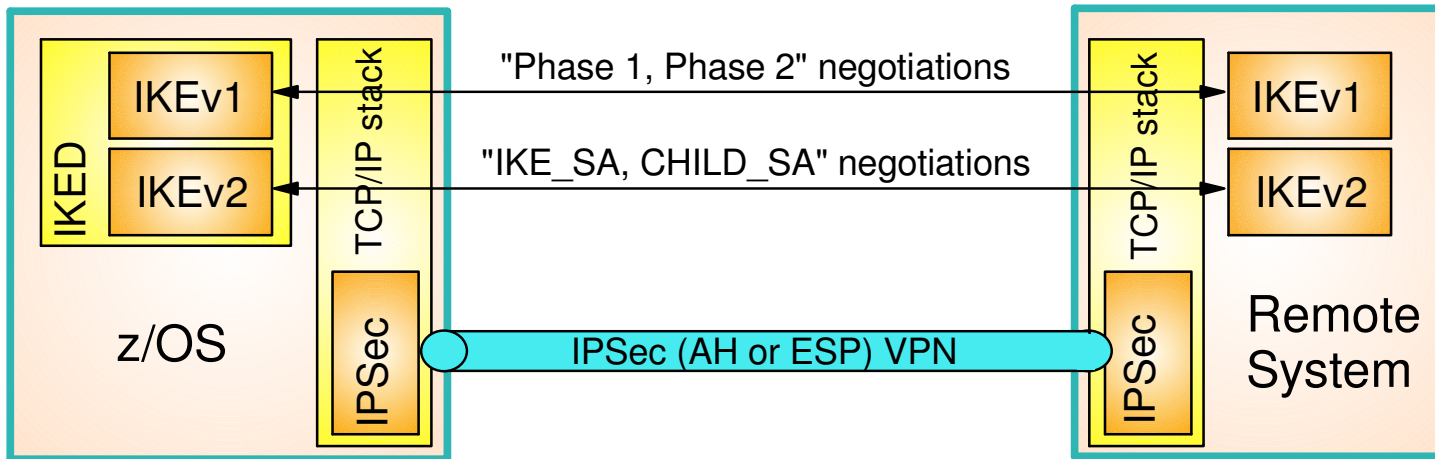 IKED
IKEv1
IKEv2
z/OS
TCP/IP stack
IPSec
"Phase 1, Phase 2" negotiations
"IKE_SA, CHILD_SA" negotiations
IPSec (AH or ESP) VPN
TCP/IP stack
IPSec
IKEv1
IKEv2
Remote
System